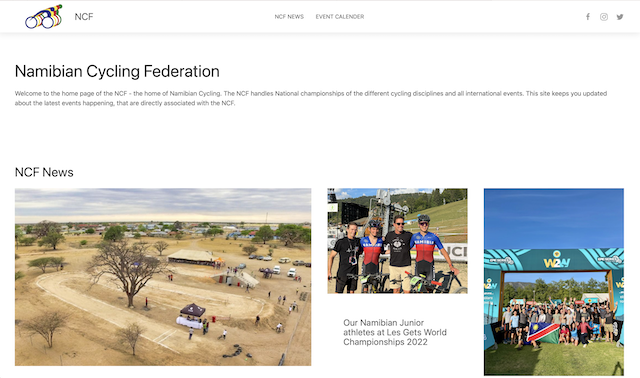 NCF
NCF NEWS
EVENT CALENDER
Namibian Cycling Federation
Welcome to the home page of the NCF - the home of Namibian Cycling. The NCF handles National championships of the different cycling disciplines and all international events. This site keeps you updated
about the latest events happening, that are directly associated with the NCF.
NCF News
NAMIBIA
NAMIBIA
W2W
Our Namibian Junior
athletes at Les Gets World
Championships 2022